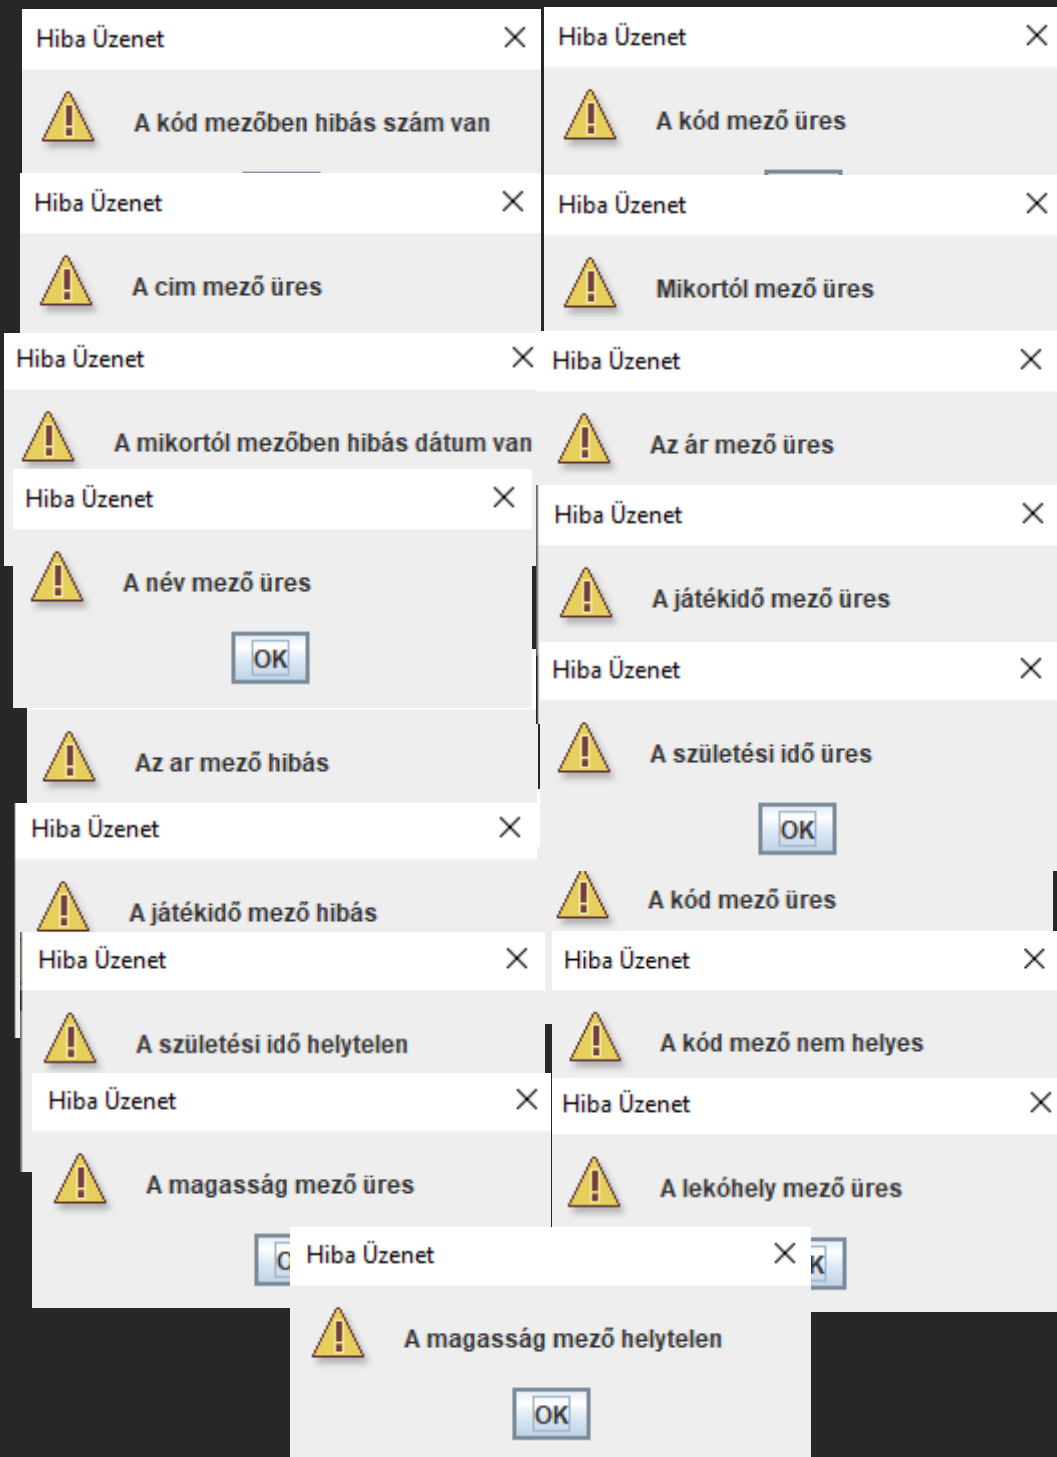 Hiba Üzenet
A kód mezőben hibás szám van
Hiba Üzenet
A kód mező üres
Hiba Üzenet
A cim mező üres
Hiba Üzenet
Mikortól mező üres
Hiba Üzenet
A mikortól mezőben hibás dátum van
Hiba Üzenet
Az ár mező üres
Hiba Üzenet
A név mező üres
OK
Hiba Üzenet
A játékidő mező üres
Hiba Üzenet
A születési idő üres
OK
Az ar mező hibás
Hiba Üzenet
A játékidő mező hibás
A kód mező üres
Hiba Üzenet
A születési idő helytelen
Hiba Üzenet
A kód mező nem helyes
Hiba Üzenet
A magasság mező üres
Hiba Üzenet
A lekóhely mező üres
K
Hiba Üzenet
A magasság mező helytelen
OK